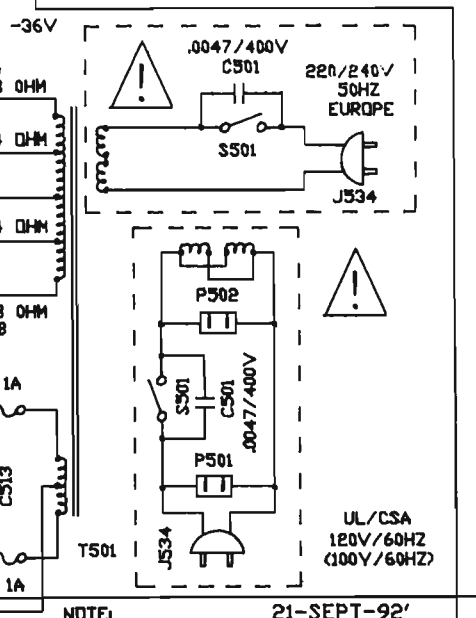 -36V
.0047/400V
C501
220/240V
50HZ
EUROPE
S501
J534
OHM
OHM
OHM
OHM
P502
S501
C501
.0047/400V
1A
C513
P501
J534
T501
UL/CSA
120V/60HZ
(100V/60HZ)
1A
NOTE:
21-SEPT-92'